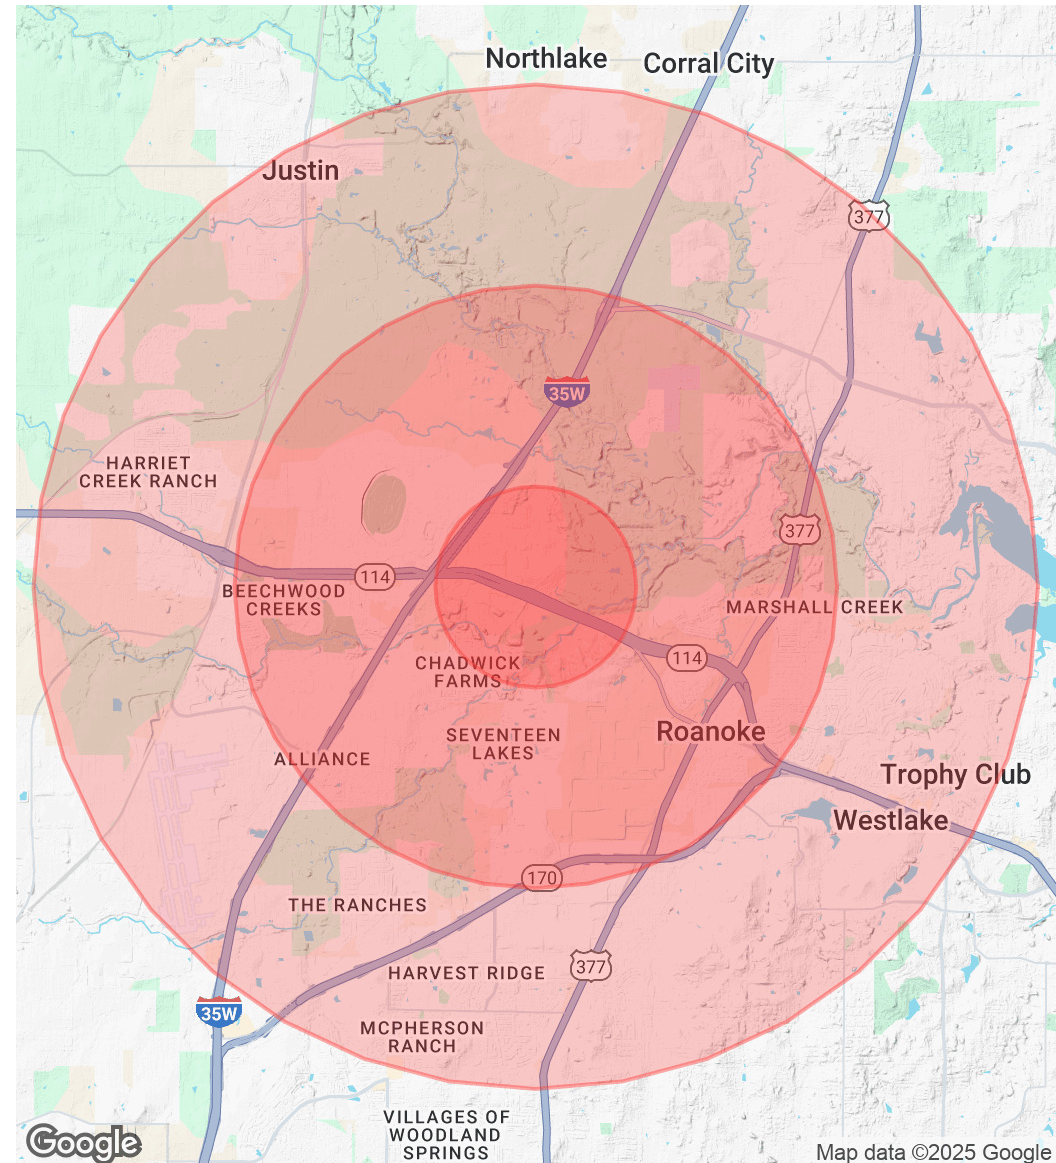 Northlake
Corral City
Justin
377
35W
HARRIET
CREEK RANCH
377
114
BEECHWOOD
CREEKS
MARSHALL CREEK
CHADWICK
FARMS
114
SEVENTEEN
LAKES
Roanoke
ALLIANCE
Trophy Club
Westlake
170
THE RANCHES
HARVEST RIDGE
377
35W
MCPHERSON
RANCH
VILLAGES OF
WOODLAND
SPRINGS
Google
Map data ©2025 Google